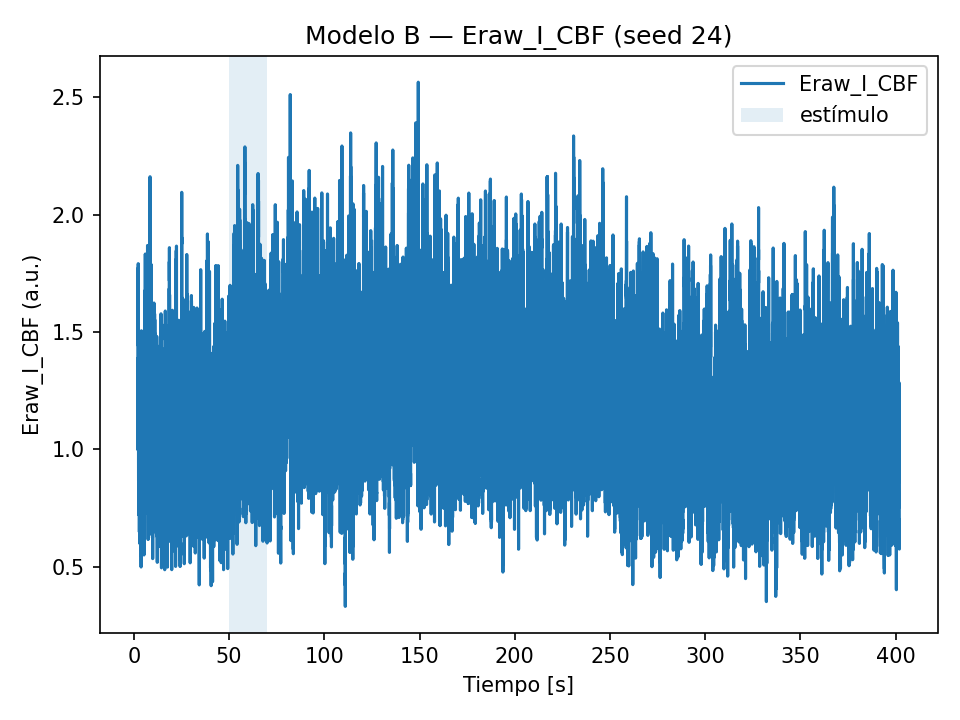 Modelo B — Eraw_I_CBF (seed 24)
Eraw_I_CBF
estímulo
Eraw_I_CBF (a.u.)
2.5
2.0
1.5
1.0
0.5
0 50 100 150 200 250 300 350 400
Tiempo [s]